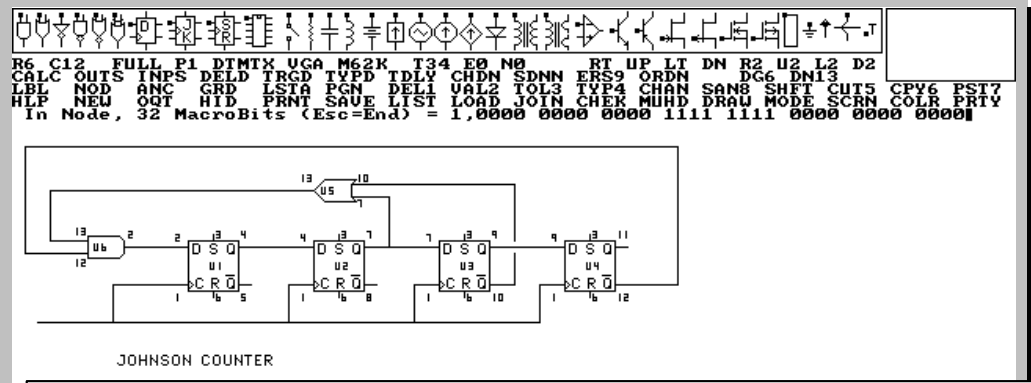 R6 C12 FULL P1 DTMTX VGA M62K T34 E0 N0 RT UP LT DN R2 U2 L2 D2
CALC OUTS INPS DELD TRGD TYPD TDLY CHDN SDNN ERS9 ORDN DG6 DN13
LBL NOD ANC GRD LSTA PGN DEL1 VAL2 TOL3 TYP4 CHAN SAN8 SHFT CUT5 CPY6 PST7
HLP NEW OQT HID PRNT SAVE LIST LOAD JOIN CHEK MUHD DRAW MODE SCRN COLR PRTY
In Node, 32 MacroBits (Esc=End) = 1,0000 0000 0000 1111 1111 0000 0000 0000
13 U5 10
7
13 U6 2
12
2 13 4 4 13 7 7 13 9 9 13 11
D S Q D S Q D S Q D S Q
U1 U2 U3 U4
C R Q̅ C R Q̅ C R Q̅ C R Q̅
1 16 5 1 16 8 1 16 10 1 16 12
JOHNSON COUNTER